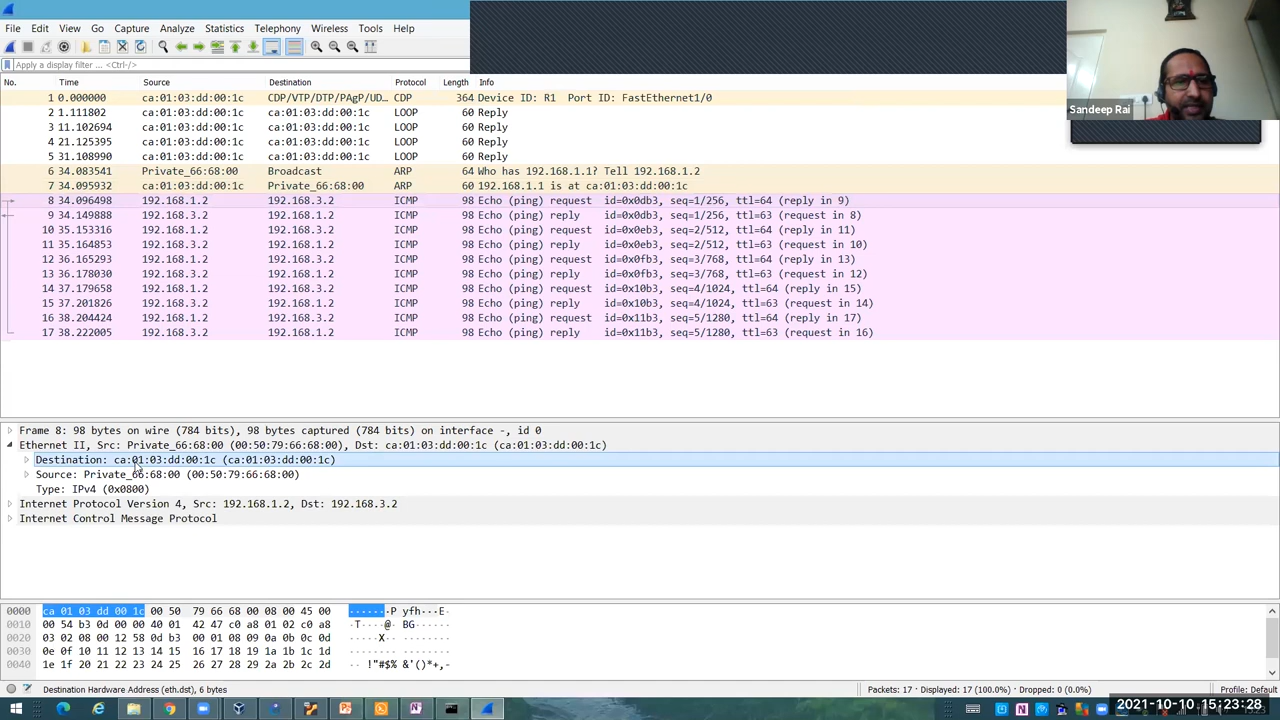 File Edit View Go Capture Analyze Statistics Telephony Wireless Tools Help
Apply a display filter ... <Ctrl-/>
No. Time Source Destination Protocol Length Info
1 0.000000 ca:01:03:dd:00:1c CDP/VTP/DTP/PAgP/UD... CDP 364 Device ID: R1 Port ID: FastEthernet1/0
2 1.111802 ca:01:03:dd:00:1c ca:01:03:dd:00:1c LOOP 60 Reply
3 11.102694 ca:01:03:dd:00:1c ca:01:03:dd:00:1c LOOP 60 Reply
4 21.125395 ca:01:03:dd:00:1c ca:01:03:dd:00:1c LOOP 60 Reply
5 31.108990 ca:01:03:dd:00:1c ca:01:03:dd:00:1c LOOP 60 Reply
6 34.083541 Private_66:68:00 Broadcast ARP 64 Who has 192.168.1.1? Tell 192.168.1.2
7 34.095932 ca:01:03:dd:00:1c Private_66:68:00 ARP 60 192.168.1.1 is at ca:01:03:dd:00:1c
8 34.096498 192.168.1.2 192.168.3.2 ICMP 98 Echo (ping) request id=0x0db3, seq=1/256, ttl=64 (reply in 9)
9 34.149888 192.168.3.2 192.168.1.2 ICMP 98 Echo (ping) reply id=0x0db3, seq=1/256, ttl=63 (request in 8)
10 35.153316 192.168.1.2 192.168.3.2 ICMP 98 Echo (ping) request id=0x0eb3, seq=2/512, ttl=64 (reply in 11)
11 35.164853 192.168.3.2 192.168.1.2 ICMP 98 Echo (ping) reply id=0x0eb3, seq=2/512, ttl=63 (request in 10)
12 36.165293 192.168.1.2 192.168.3.2 ICMP 98 Echo (ping) request id=0x0fb3, seq=3/768, ttl=64 (reply in 13)
13 36.178030 192.168.3.2 192.168.1.2 ICMP 98 Echo (ping) reply id=0x0fb3, seq=3/768, ttl=63 (request in 12)
14 37.179658 192.168.1.2 192.168.3.2 ICMP 98 Echo (ping) request id=0x10b3, seq=4/1024, ttl=64 (reply in 15)
15 37.201826 192.168.3.2 192.168.1.2 ICMP 98 Echo (ping) reply id=0x10b3, seq=4/1024, ttl=63 (request in 14)
16 38.204424 192.168.1.2 192.168.3.2 ICMP 98 Echo (ping) request id=0x11b3, seq=5/1280, ttl=64 (reply in 17)
17 38.222005 192.168.3.2 192.168.1.2 ICMP 98 Echo (ping) reply id=0x11b3, seq=5/1280, ttl=63 (request in 16)
Sandeep Rai
Frame 8: 98 bytes on wire (784 bits), 98 bytes captured (784 bits) on interface -, id 0
Ethernet II, Src: Private_66:68:00 (00:50:79:66:68:00), Dst: ca:01:03:dd:00:1c (ca:01:03:dd:00:1c)
Destination: ca:01:03:dd:00:1c (ca:01:03:dd:00:1c)
Source: Private_66:68:00 (00:50:79:66:68:00)
Type: IPv4 (0x0800)
Internet Protocol Version 4, Src: 192.168.1.2, Dst: 192.168.3.2
Internet Control Message Protocol
0000 ca 01 03 dd 00 1c 00 50 79 66 68 00 08 00 45 00 ·······P yfh···E·
0010 00 54 b3 0d 00 00 40 01 42 47 c0 a8 01 02 c0 a8 ·T····@· BG······
0020 03 02 08 00 12 58 0d b3 00 01 08 09 0a 0b 0c 0d ·····X·· ········
0030 0e 0f 10 11 12 13 14 15 16 17 18 19 1a 1b 1c 1d ········ ········
0040 1e 1f 20 21 22 23 24 25 26 27 28 29 2a 2b 2c 2d ·· !"#$% &'()*+,-
Destination Hardware Address (eth.dst), 6 bytes Packets: 17 · Displayed: 17 (100.0%) · Dropped: 0 (0.0%) Profile: Default
2021-10-10 15:23:28